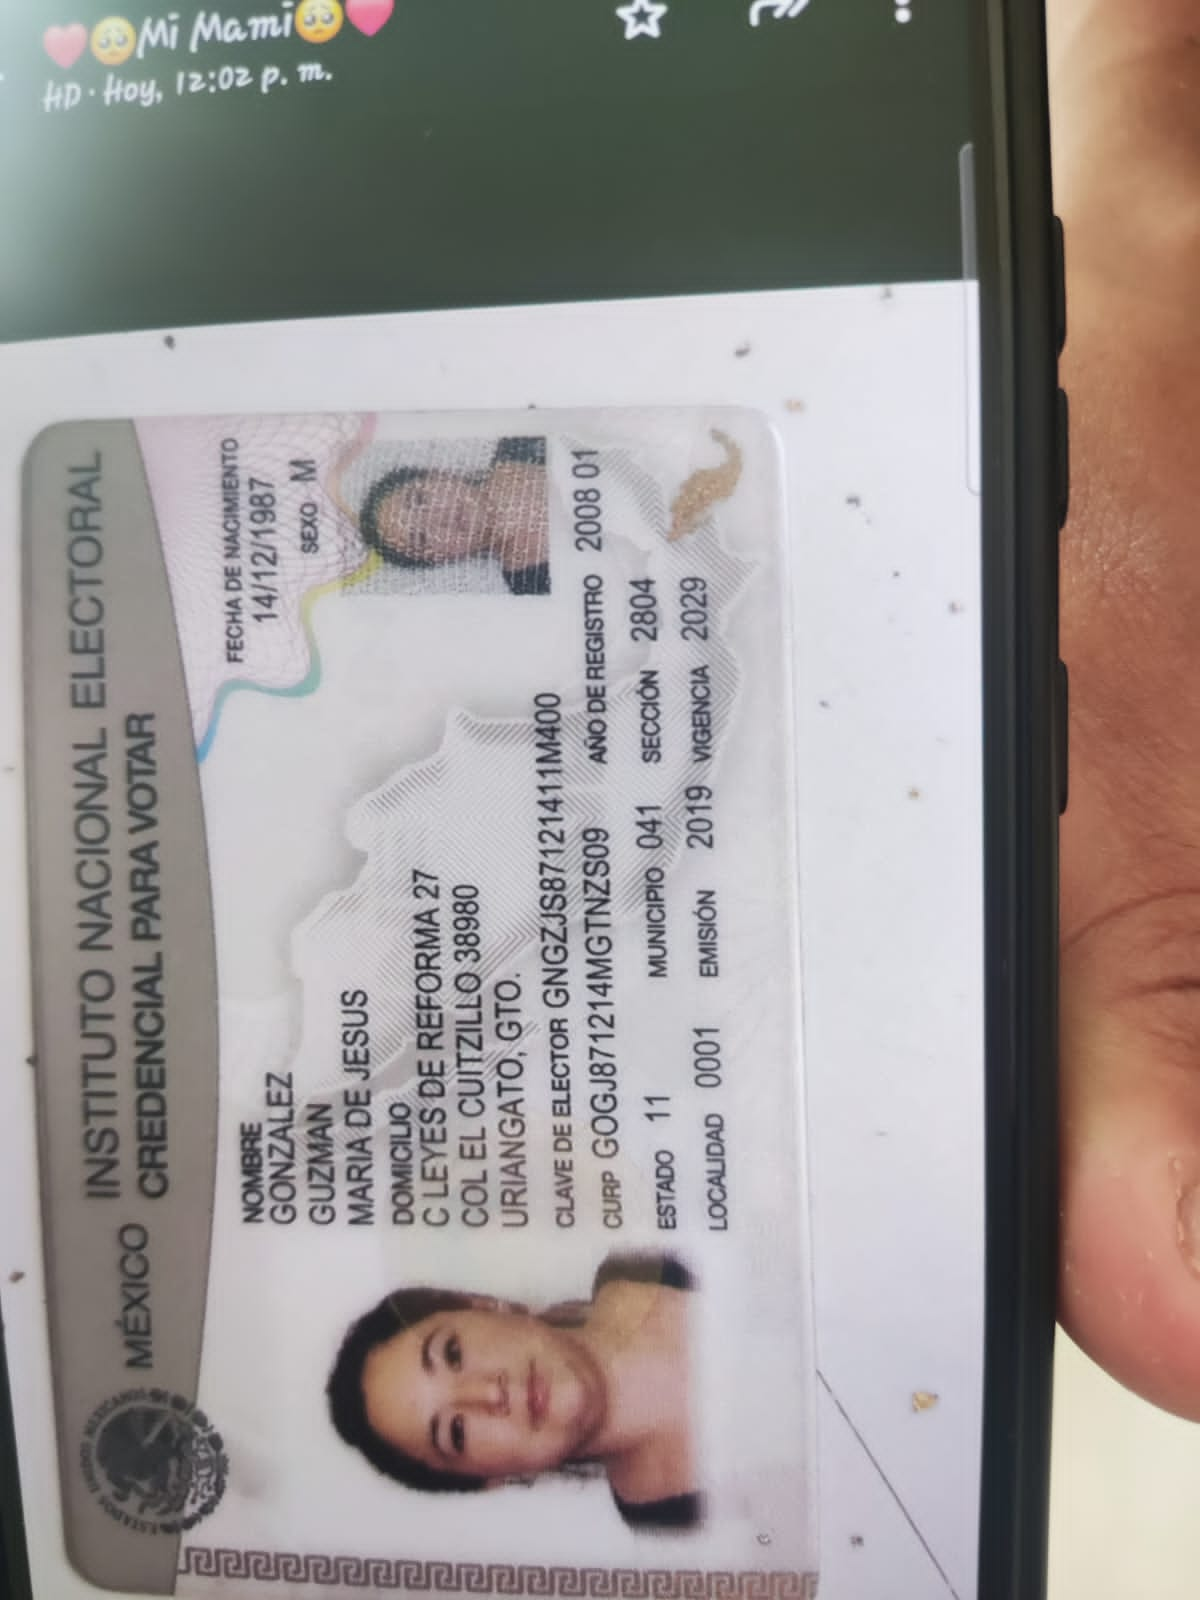 Mi Mami
HD · Hoy, 12:02 p. m.
MÉXICO INSTITUTO NACIONAL ELECTORAL
CREDENCIAL PARA VOTAR
NOMBRE
GONZALEZ
GUZMAN
MARIA DE JESUS
FECHA DE NACIMIENTO
14/12/1987
SEXO M
DOMICILIO
C LEYES DE REFORMA 27
COL EL CUITZILLO 38980
URIANGATO, GTO.
CLAVE DE ELECTOR GNGZJS87121411M400
CURP GOGJ871214MGTNZS09 AÑO DE REGISTRO 2008 01
ESTADO 11 MUNICIPIO 041 SECCIÓN 2804
LOCALIDAD 0001 EMISIÓN 2019 VIGENCIA 2029
ESTADOS UNIDOS MEXICANOS